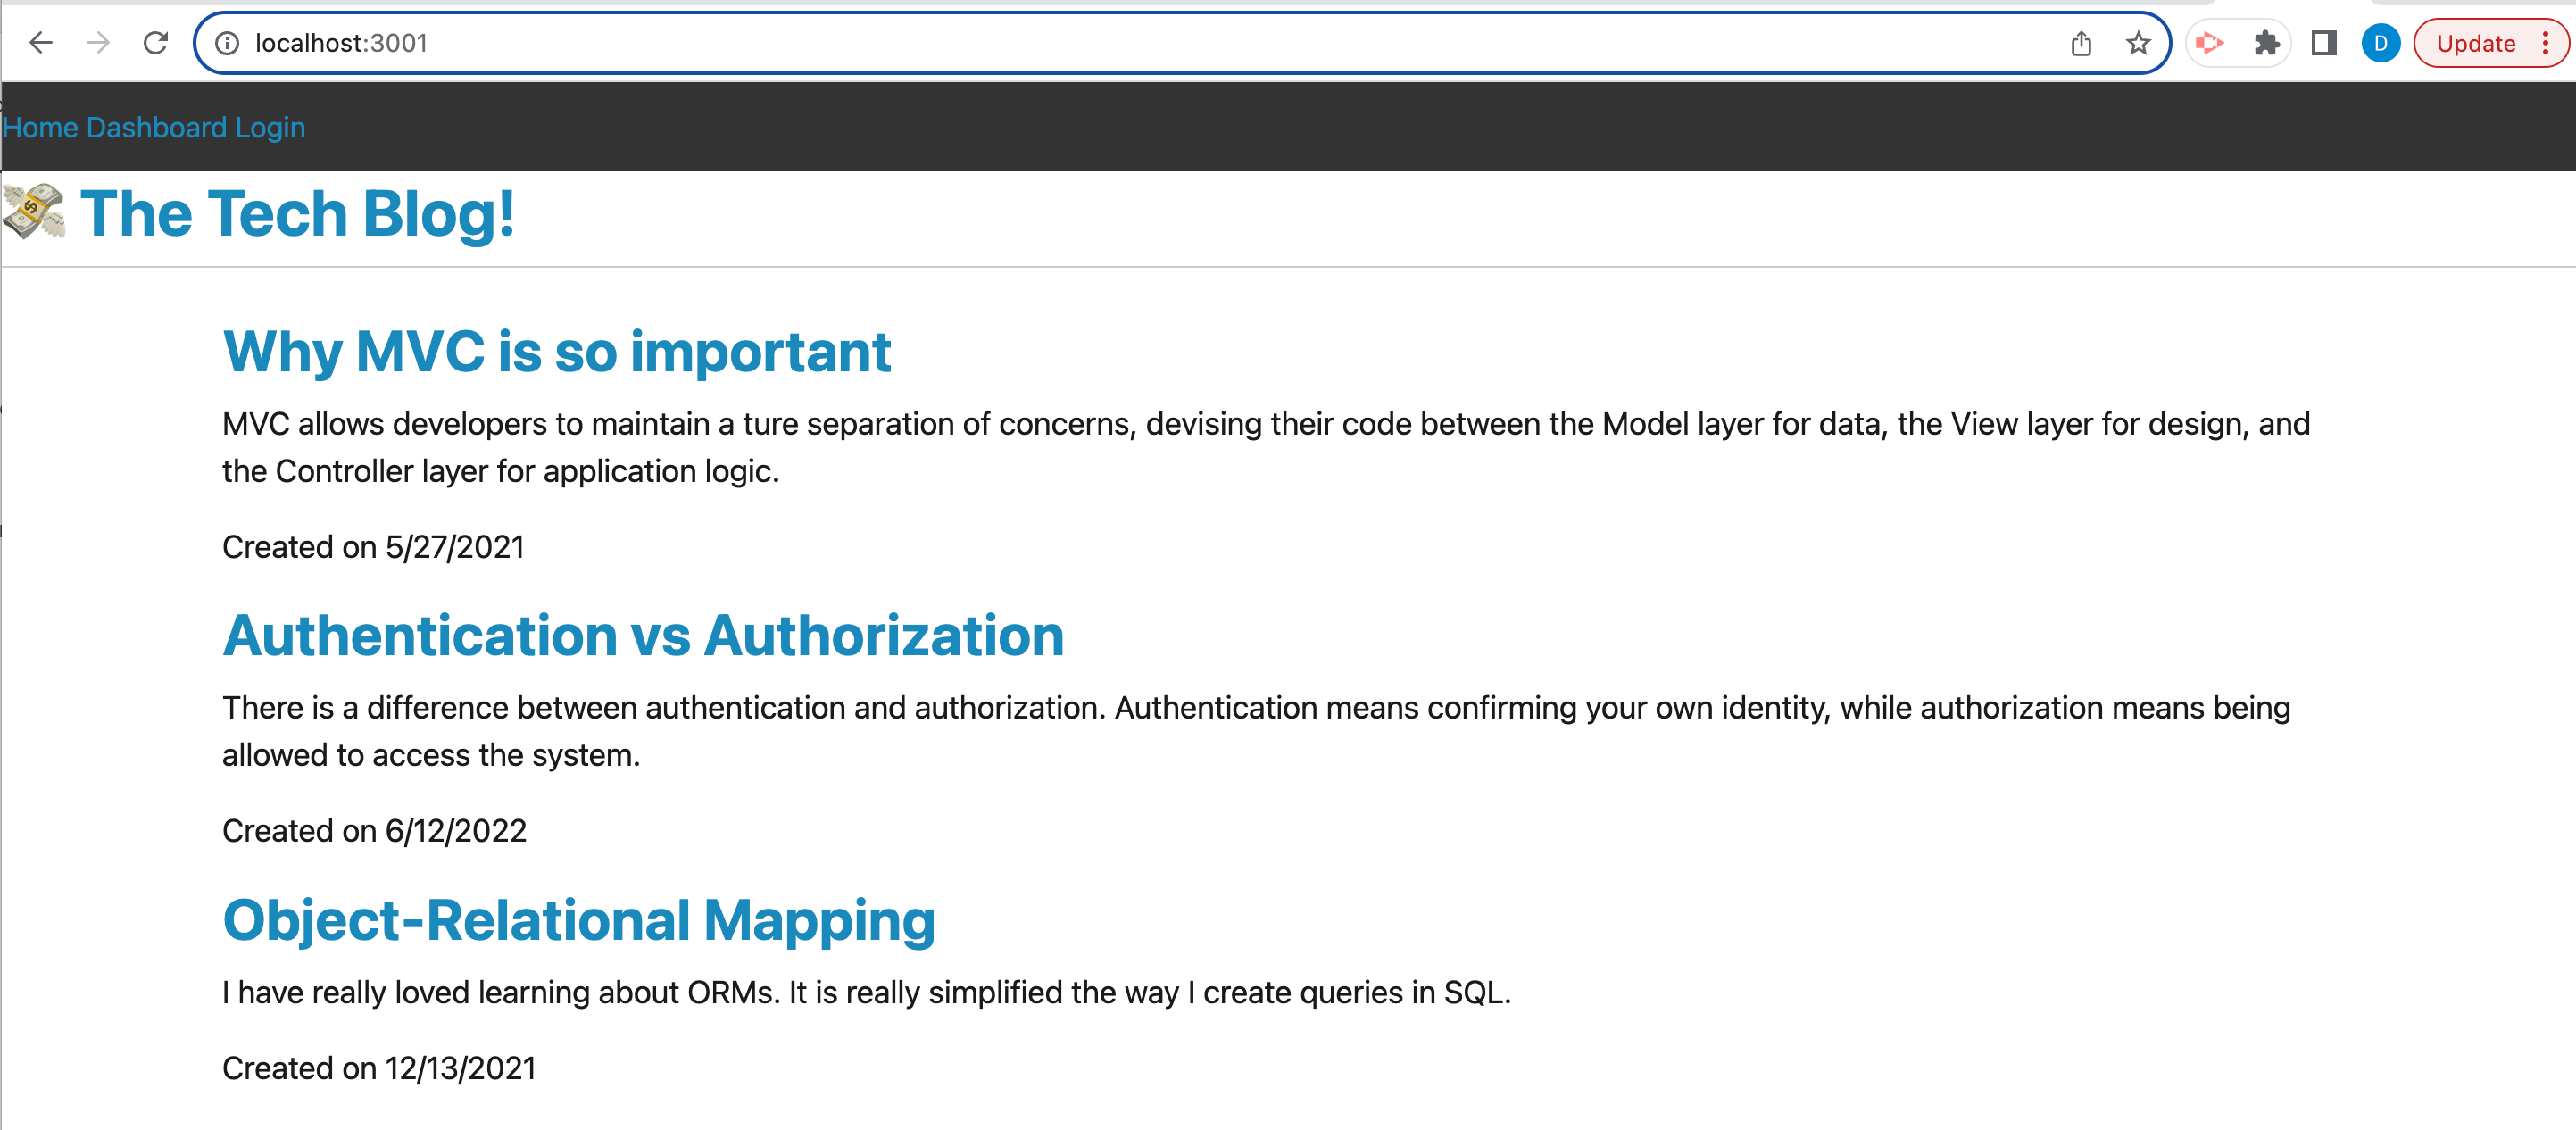 localhost:3001
D
Update
Home Dashboard Login
💸 The Tech Blog!
Why MVC is so important
MVC allows developers to maintain a ture separation of concerns, devising their code between the Model layer for data, the View layer for design, and
the Controller layer for application logic.
Created on 5/27/2021
Authentication vs Authorization
There is a difference between authentication and authorization. Authentication means confirming your own identity, while authorization means being
allowed to access the system.
Created on 6/12/2022
Object-Relational Mapping
I have really loved learning about ORMs. It is really simplified the way I create queries in SQL.
Created on 12/13/2021